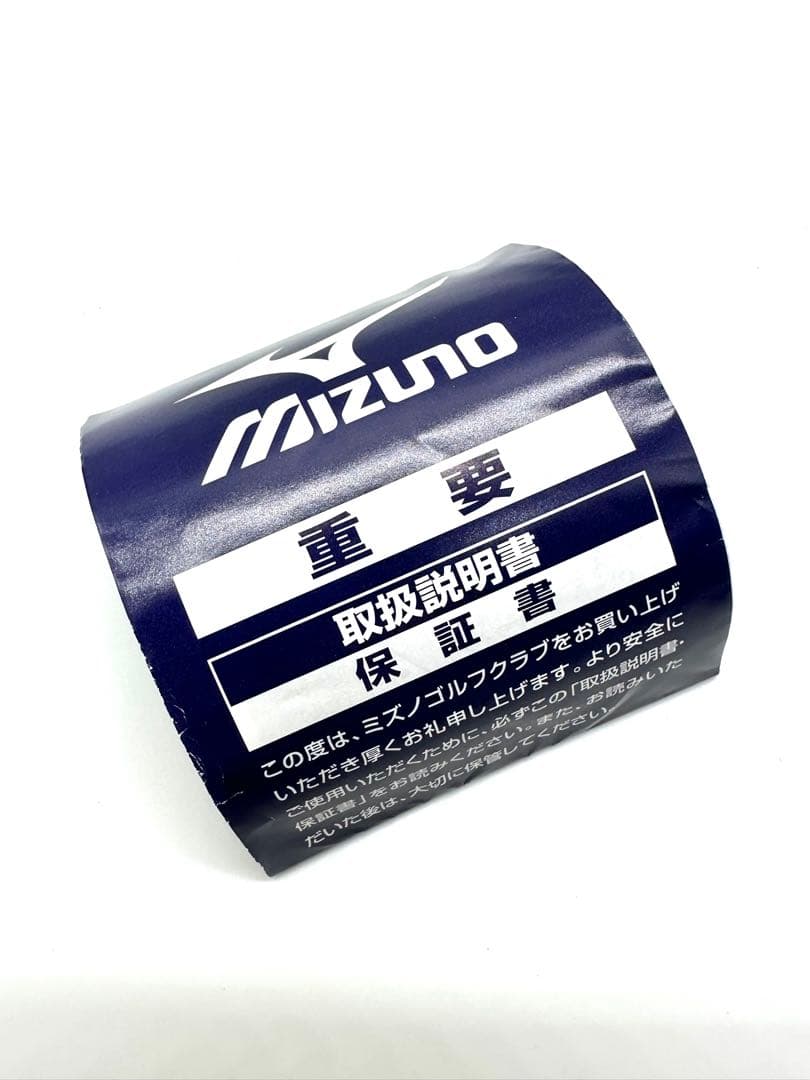 MIZUNO
重要
取扱説明書
保証書
この度は、ミズノゴルフクラブをお買い上げ
いただき厚くお礼申し上げます。より安全に
ご使用いただくために、必ずこの「取扱説明書・
保証書」をお読みください。また、お読みいた
だいた後は、大切に保管してください。